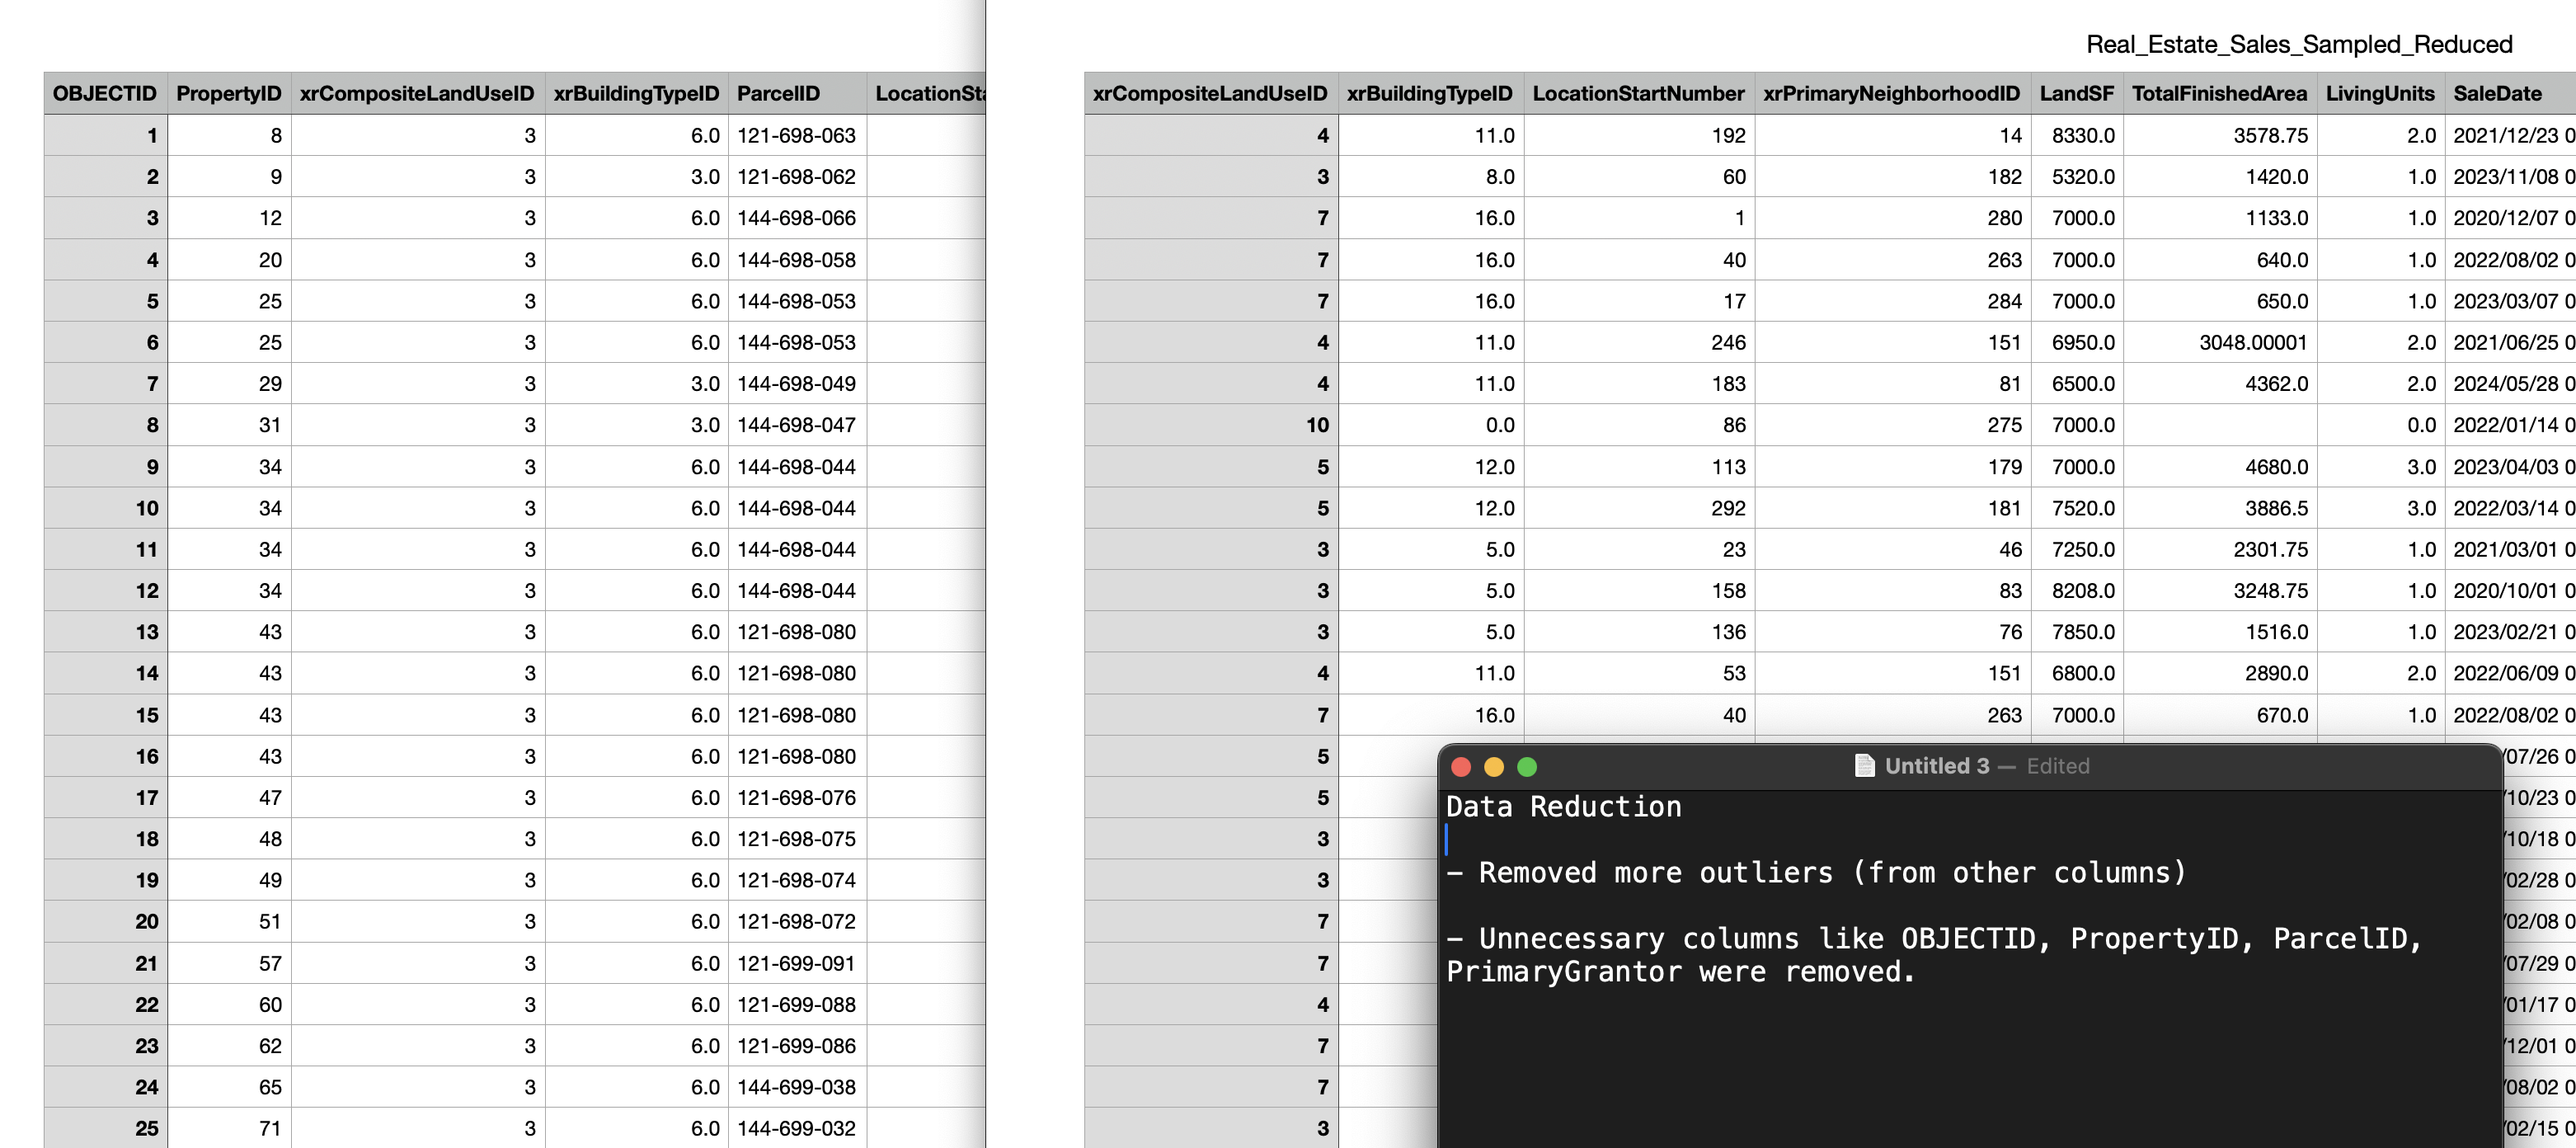 Real_Estate_Sales_Sampled_Reduced
OBJECTID PropertyID xrCompositeLandUseID xrBuildingTypeID ParcelID LocationSta
1 8 3 6.0 121-698-063
2 9 3 3.0 121-698-062
3 12 3 6.0 144-698-066
4 20 3 6.0 144-698-058
5 25 3 6.0 144-698-053
6 25 3 6.0 144-698-053
7 29 3 3.0 144-698-049
8 31 3 3.0 144-698-047
9 34 3 6.0 144-698-044
10 34 3 6.0 144-698-044
11 34 3 6.0 144-698-044
12 34 3 6.0 144-698-044
13 43 3 6.0 121-698-080
14 43 3 6.0 121-698-080
15 43 3 6.0 121-698-080
16 43 3 6.0 121-698-080
17 47 3 6.0 121-698-076
18 48 3 6.0 121-698-075
19 49 3 6.0 121-698-074
20 51 3 6.0 121-698-072
21 57 3 6.0 121-699-091
22 60 3 6.0 121-699-088
23 62 3 6.0 121-699-086
24 65 3 6.0 144-699-038
25 71 3 6.0 144-699-032
xrCompositeLandUseID xrBuildingTypeID LocationStartNumber xrPrimaryNeighborhoodID LandSF TotalFinishedArea LivingUnits SaleDate
4 11.0 192 14 8330.0 3578.75 2.0 2021/12/23 0
3 8.0 60 182 5320.0 1420.0 1.0 2023/11/08 0
7 16.0 1 280 7000.0 1133.0 1.0 2020/12/07 0
7 16.0 40 263 7000.0 640.0 1.0 2022/08/02 0
7 16.0 17 284 7000.0 650.0 1.0 2023/03/07 0
4 11.0 246 151 6950.0 3048.00001 2.0 2021/06/25 0
4 11.0 183 81 6500.0 4362.0 2.0 2024/05/28 0
10 0.0 86 275 7000.0 0.0 2022/01/14 0
5 12.0 113 179 7000.0 4680.0 3.0 2023/04/03 0
5 12.0 292 181 7520.0 3886.5 3.0 2022/03/14 0
3 5.0 23 46 7250.0 2301.75 1.0 2021/03/01 0
3 5.0 158 83 8208.0 3248.75 1.0 2020/10/01 0
3 5.0 136 76 7850.0 1516.0 1.0 2023/02/21 0
4 11.0 53 151 6800.0 2890.0 2.0 2022/06/09 0
7 16.0 40 263 7000.0 670.0 1.0 2022/08/02 0
5 /07/26 0
5 /10/23 0
3 /10/18 0
3 /02/28 0
7 /02/08 0
7 /07/29 0
4 /01/17 0
7 /12/01 0
7 /08/02 0
3 /02/15 0
Untitled 3 — Edited
Data Reduction
- Removed more outliers (from other columns)
- Unnecessary columns like OBJECTID, PropertyID, ParcelID,
PrimaryGrantor were removed.